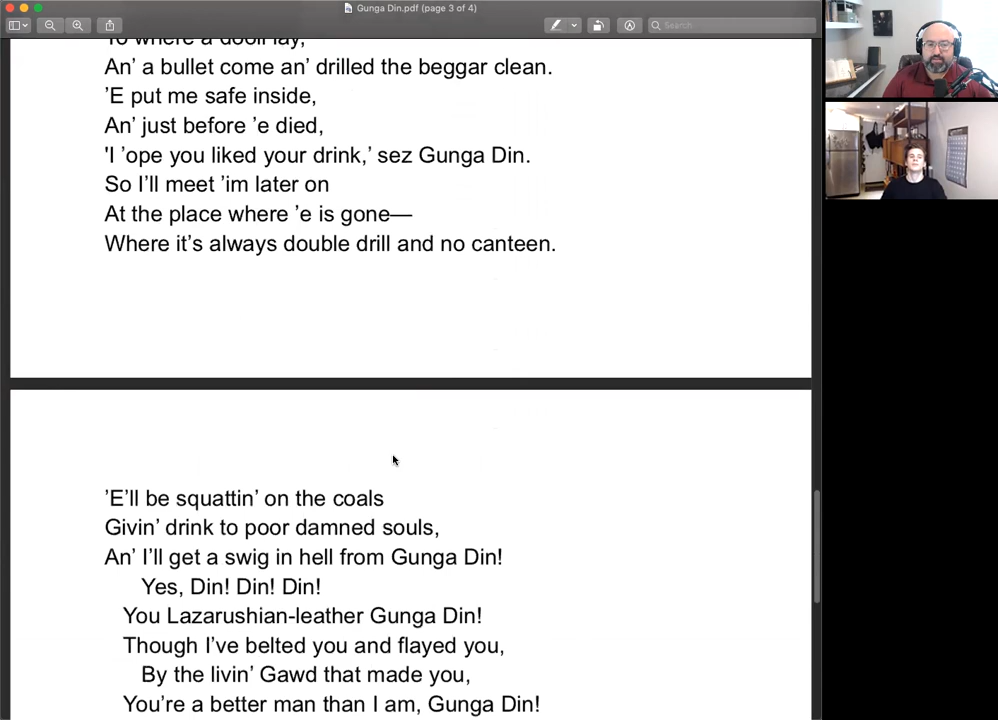 Gunga Din.pdf (page 3 of 4)
Search
To where a dooli lay,
An’ a bullet come an’ drilled the beggar clean.
’E put me safe inside,
An’ just before ’e died,
'I ’ope you liked your drink,’ sez Gunga Din.
So I’ll meet ’im later on
At the place where ’e is gone—
Where it’s always double drill and no canteen.
’E’ll be squattin’ on the coals
Givin’ drink to poor damned souls,
An’ I’ll get a swig in hell from Gunga Din!
Yes, Din! Din! Din!
You Lazarushian-leather Gunga Din!
Though I’ve belted you and flayed you,
By the livin’ Gawd that made you,
You’re a better man than I am, Gunga Din!